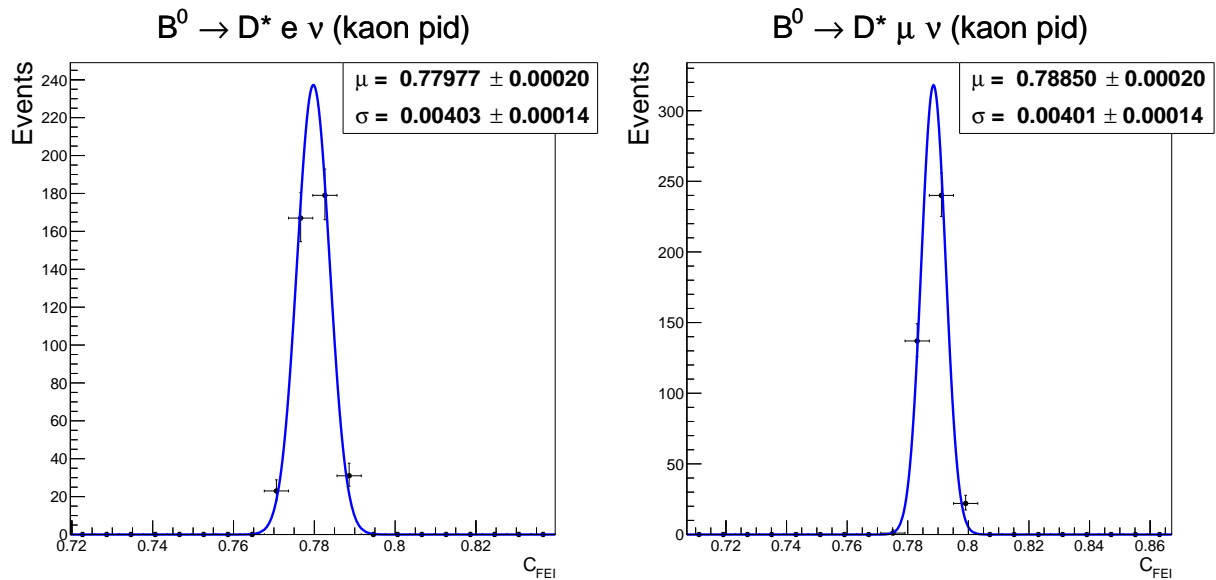 B⁰ → D* e ν (kaon pid)
Events
μ = 0.77977 ± 0.00020
σ = 0.00403 ± 0.00014
240
220
200
180
160
140
120
100
80
60
40
20
0
0.72 0.74 0.76 0.78 0.8 0.82
C_FEI
B⁰ → D* μ ν (kaon pid)
Events
μ = 0.78850 ± 0.00020
σ = 0.00401 ± 0.00014
300
250
200
150
100
50
0
0.72 0.74 0.76 0.78 0.8 0.82 0.84 0.86
C_FEI